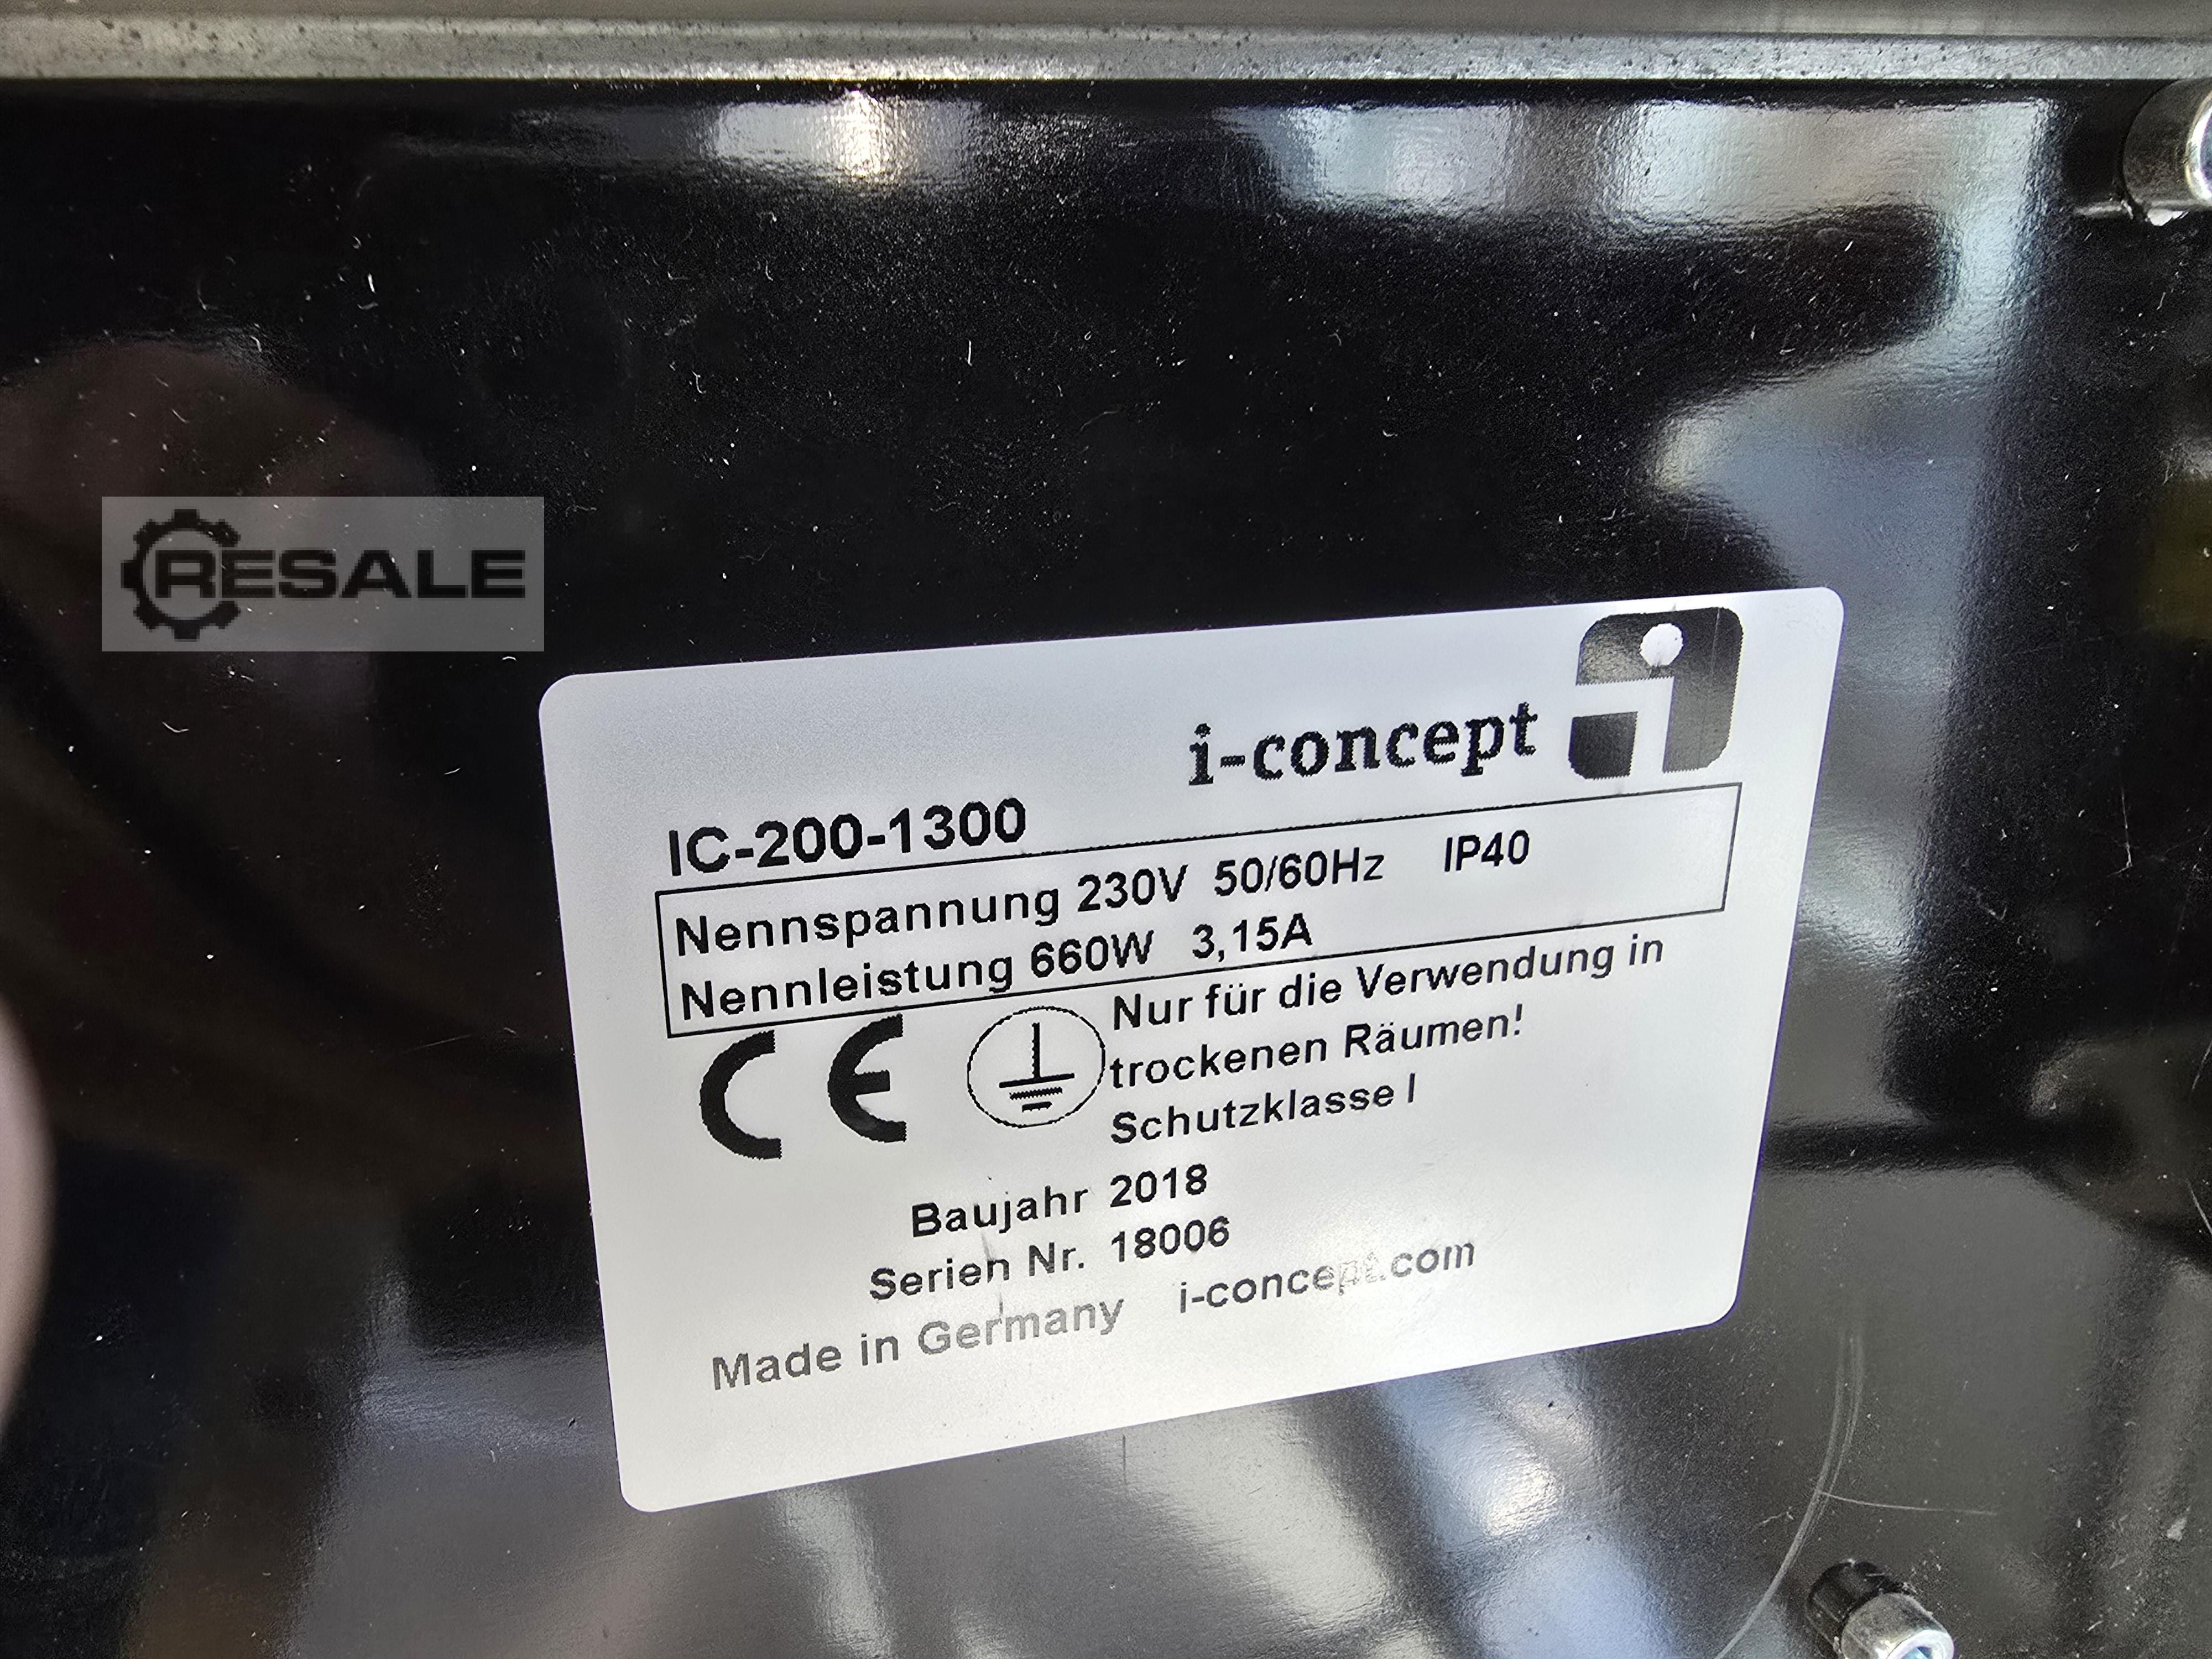 RESALE
i-concept
IC-200-1300
Nennspannung 230V 50/60Hz IP40
Nennleistung 660W 3,15A
CE
Nur für die Verwendung in
trockenen Räumen!
Schutzklasse I
Baujahr 2018
Serien Nr. 18006
Made in Germany i-concept.com